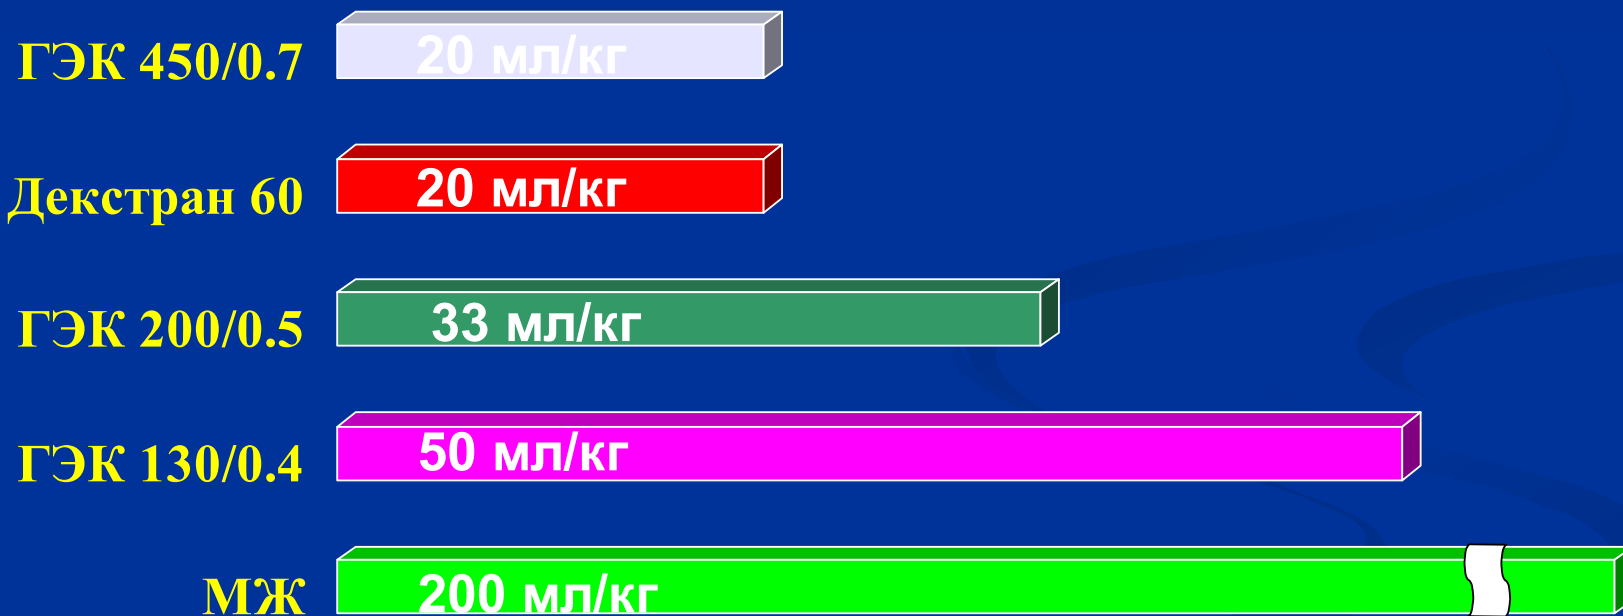 ГЭК 450/0.7 20 мл/кг
Декстран 60 20 мл/кг
ГЭК 200/0.5 33 мл/кг
ГЭК 130/0.4 50 мл/кг
МЖ 200 мл/кг